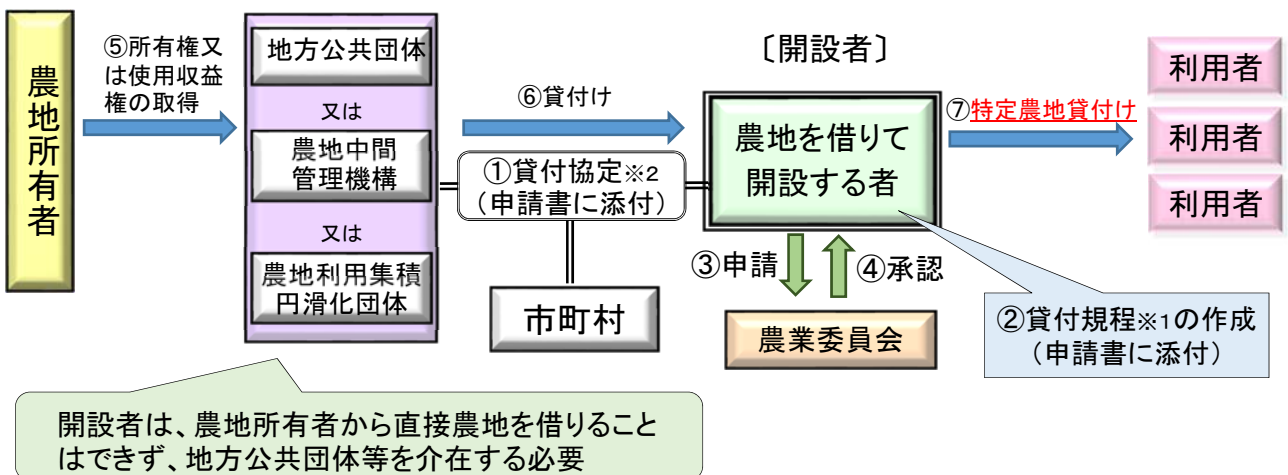 農地所有者
⑤所有権又
は使用収益
権の取得
地方公共団体
又は
農地中間
管理機構
又は
農地利用集積
円滑化団体
⑥貸付け
①貸付協定※2
（申請書に添付）
市町村
〔開設者〕
農地を借りて
開設する者
③申請
④承認
農業委員会
②貸付規程※1の作成
（申請書に添付）
⑦特定農地貸付け
利用者
利用者
利用者
開設者は、農地所有者から直接農地を借りること
はできず、地方公共団体等を介在する必要